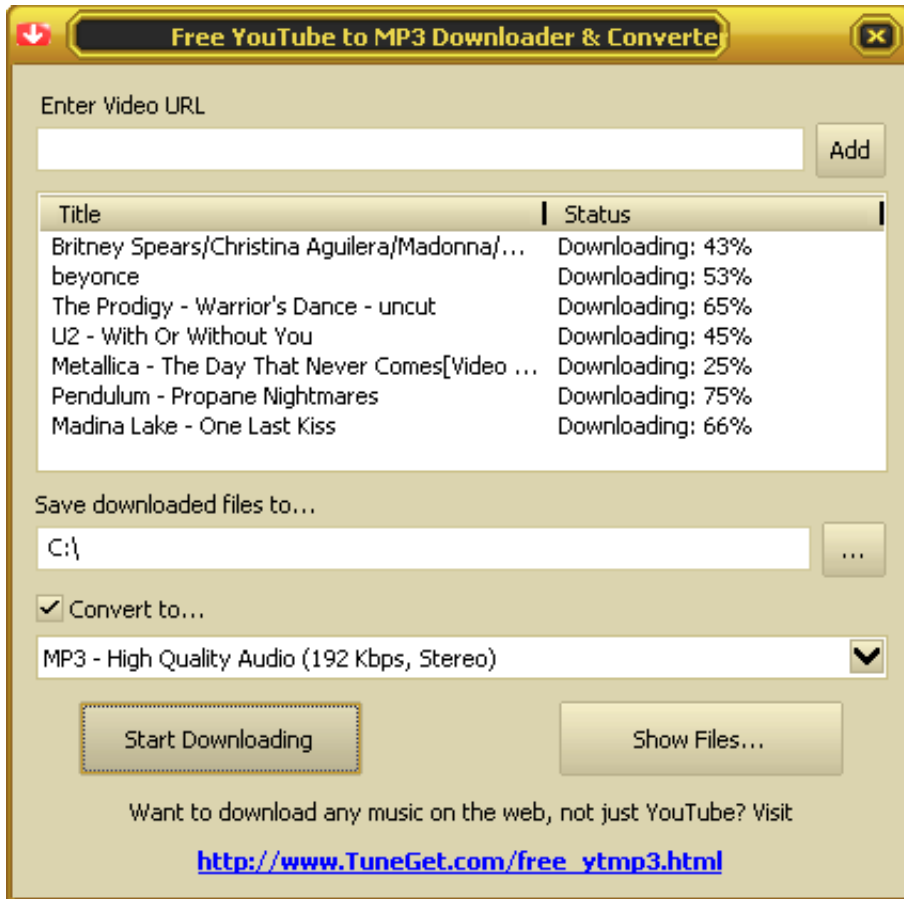 Free YouTube to MP3 Downloader & Converter
Enter Video URL
Add
Title Status
Britney Spears/Christina Aguilera/Madonna/... Downloading: 43%
beyonce Downloading: 53%
The Prodigy - Warrior's Dance - uncut Downloading: 65%
U2 - With Or Without You Downloading: 45%
Metallica - The Day That Never Comes[Video ... Downloading: 25%
Pendulum - Propane Nightmares Downloading: 75%
Madina Lake - One Last Kiss Downloading: 66%
Save downloaded files to...
C:\ ...
Convert to...
MP3 - High Quality Audio (192 Kbps, Stereo)
Start Downloading Show Files...
Want to download any music on the web, not just YouTube? Visit
http://www.TuneGet.com/free_ytmp3.html